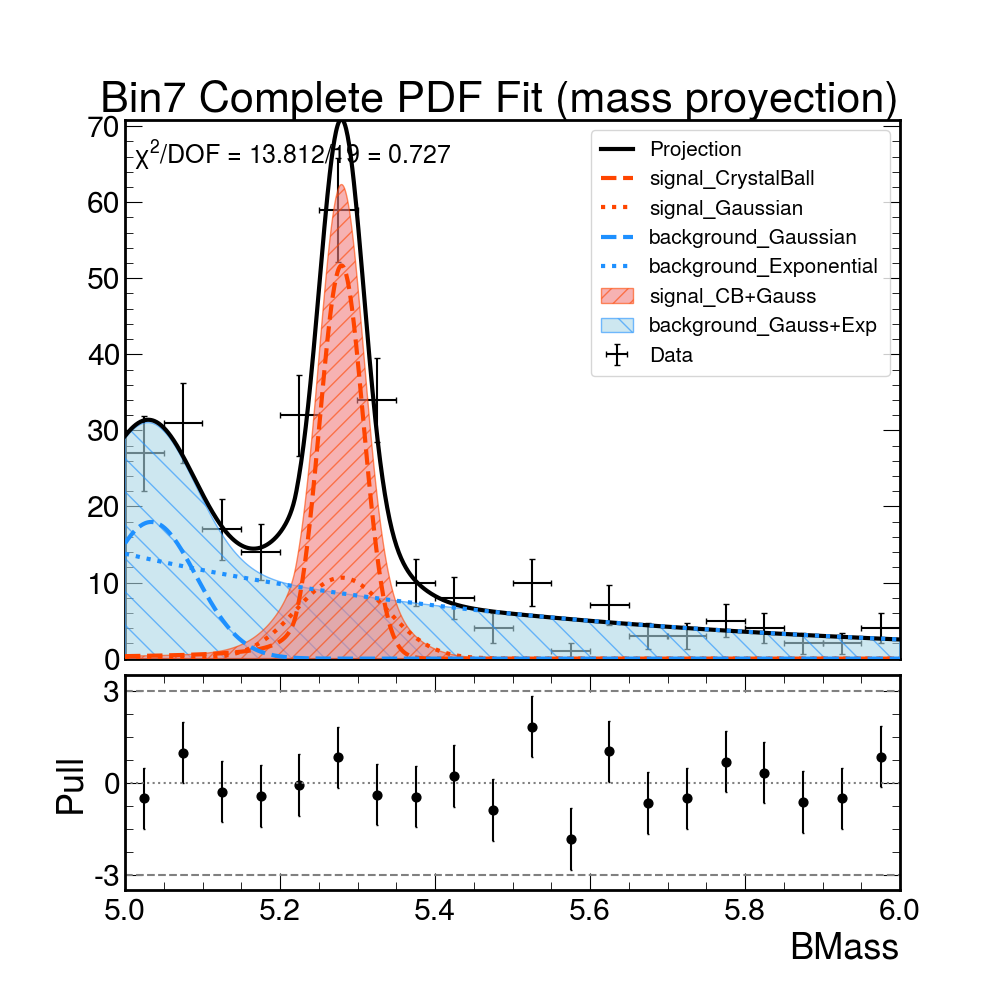 Bin7 Complete PDF Fit (mass proyection)
70
χ²/DOF = 13.812/19 = 0.727
60
50
40
30
20
10
0
Projection
signal_CrystalBall
signal_Gaussian
background_Gaussian
background_Exponential
signal_CB+Gauss
background_Gauss+Exp
Data
3
0
-3
Pull
5.0 5.2 5.4 5.6 5.8 6.0
BMass